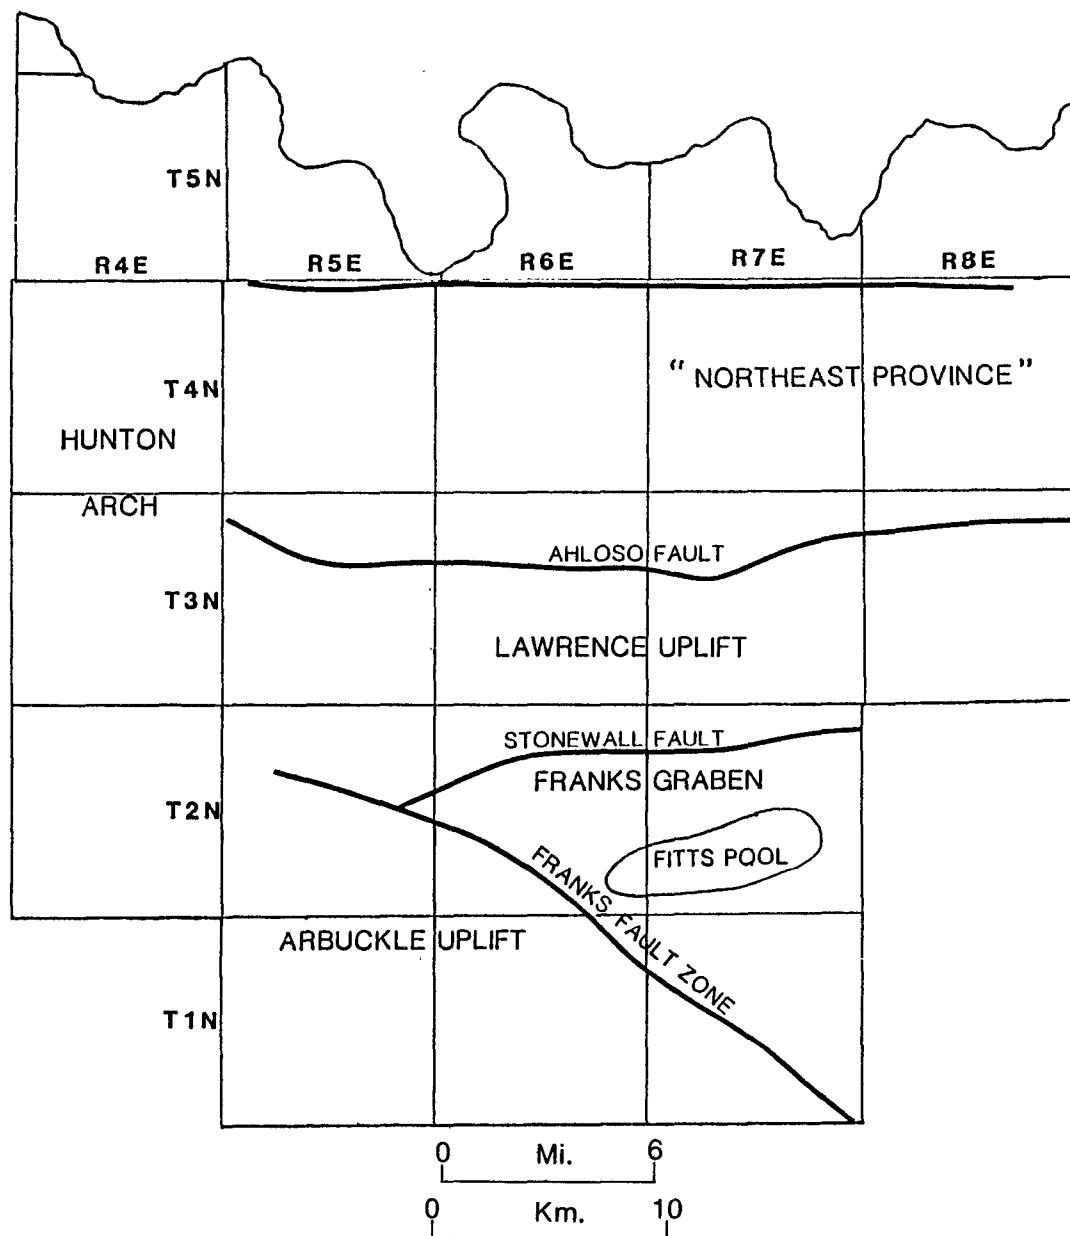 T5N
R4E R5E R6E R7E R8E
"NORTHEAST PROVINCE"
T4N
HUNTON
ARCH
AHLOSO FAULT
T3N
LAWRENCE UPLIFT
STONEWALL FAULT
FRANKS GRABEN
T2N
FITTS POOL
FRANKS FAULT ZONE
ARBUCKLE UPLIFT
T1N
0 Mi. 6
0 Km. 10